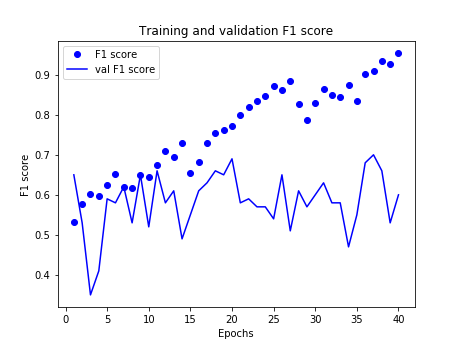 Training and validation F1 score
F1 score
val F1 score
F1 score
0.9
0.8
0.7
0.6
0.5
0.4
0 5 10 15 20 25 30 35 40
Epochs